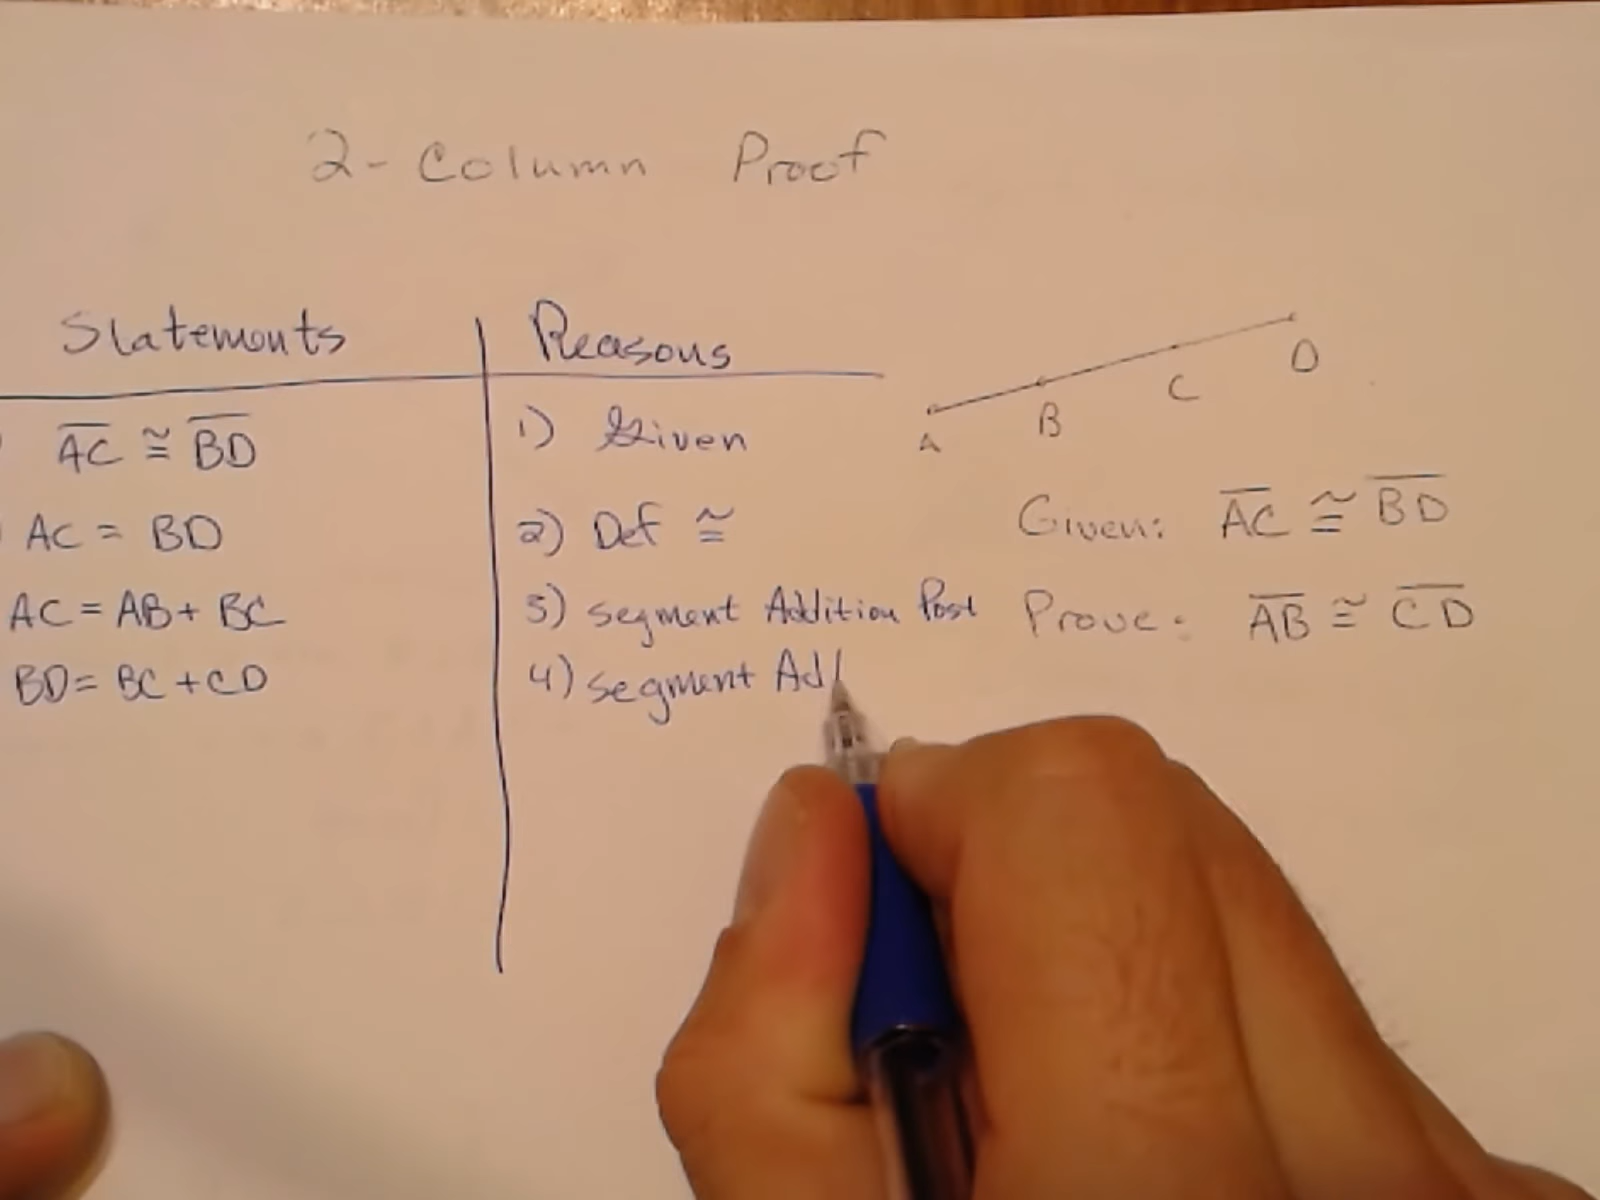 2-Column Proof
Statements
Reasons
AC ≅ BD
1) Given
AC = BD
2) Def ≅
AC = AB + BC
3) Segment Addition Post
BD = BC + CD
4) Segment Add
A
B
C
D
Given: AC ≅ BD
Prove: AB ≅ CD